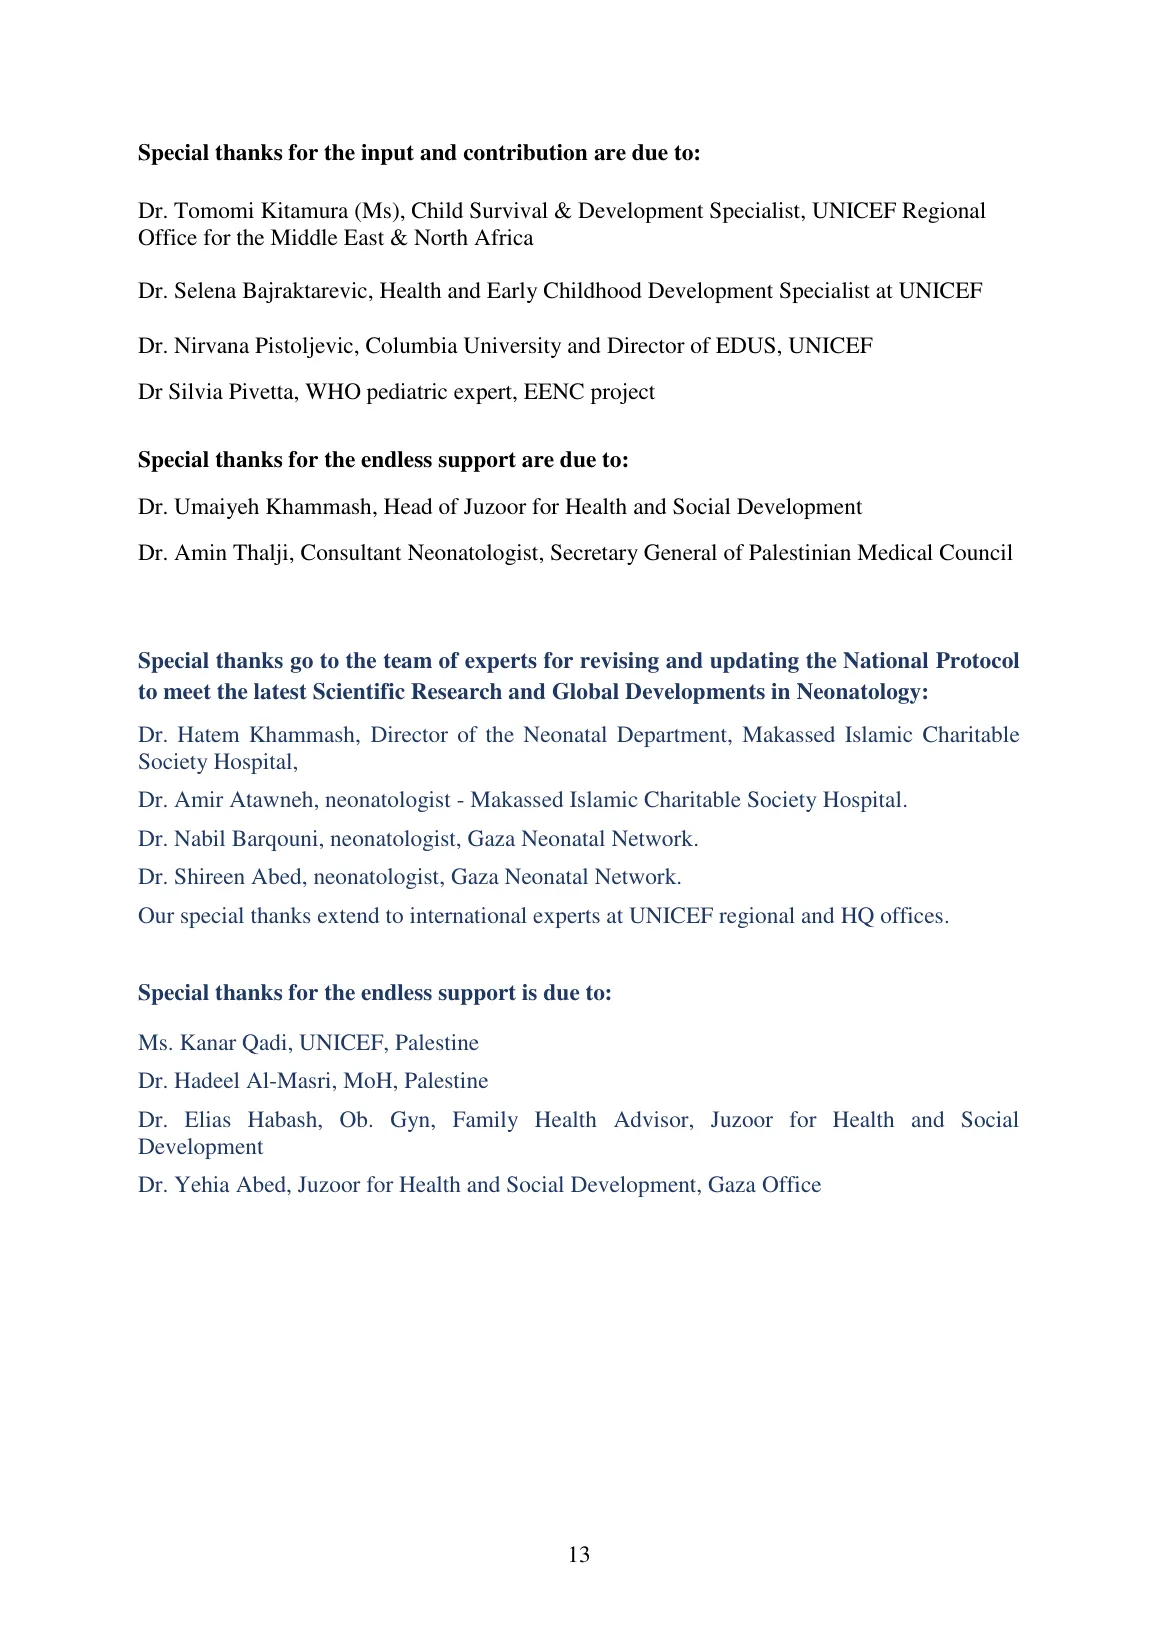 Special thanks for the input and contribution are due to:
Dr. Tomomi Kitamura (Ms), Child Survival & Development Specialist, UNICEF Regional
Office for the Middle East & North Africa
Dr. Selena Bajraktarevic, Health and Early Childhood Development Specialist at UNICEF
Dr. Nirvana Pistoljevic, Columbia University and Director of EDUS, UNICEF
Dr Silvia Pivetta, WHO pediatric expert, EENC project
Special thanks for the endless support are due to:
Dr. Umaiyeh Khammash, Head of Juzoor for Health and Social Development
Dr. Amin Thalji, Consultant Neonatologist, Secretary General of Palestinian Medical Council
Special thanks go to the team of experts for revising and updating the National Protocol
to meet the latest Scientific Research and Global Developments in Neonatology:
Dr. Hatem Khammash, Director of the Neonatal Department, Makassed Islamic Charitable
Society Hospital,
Dr. Amir Atawneh, neonatologist - Makassed Islamic Charitable Society Hospital.
Dr. Nabil Barqouni, neonatologist, Gaza Neonatal Network.
Dr. Shireen Abed, neonatologist, Gaza Neonatal Network.
Our special thanks extend to international experts at UNICEF regional and HQ offices.
Special thanks for the endless support is due to:
Ms. Kanar Qadi, UNICEF, Palestine
Dr. Hadeel Al-Masri, MoH, Palestine
Dr. Elias Habash, Ob. Gyn, Family Health Advisor, Juzoor for Health and Social
Development
Dr. Yehia Abed, Juzoor for Health and Social Development, Gaza Office
13